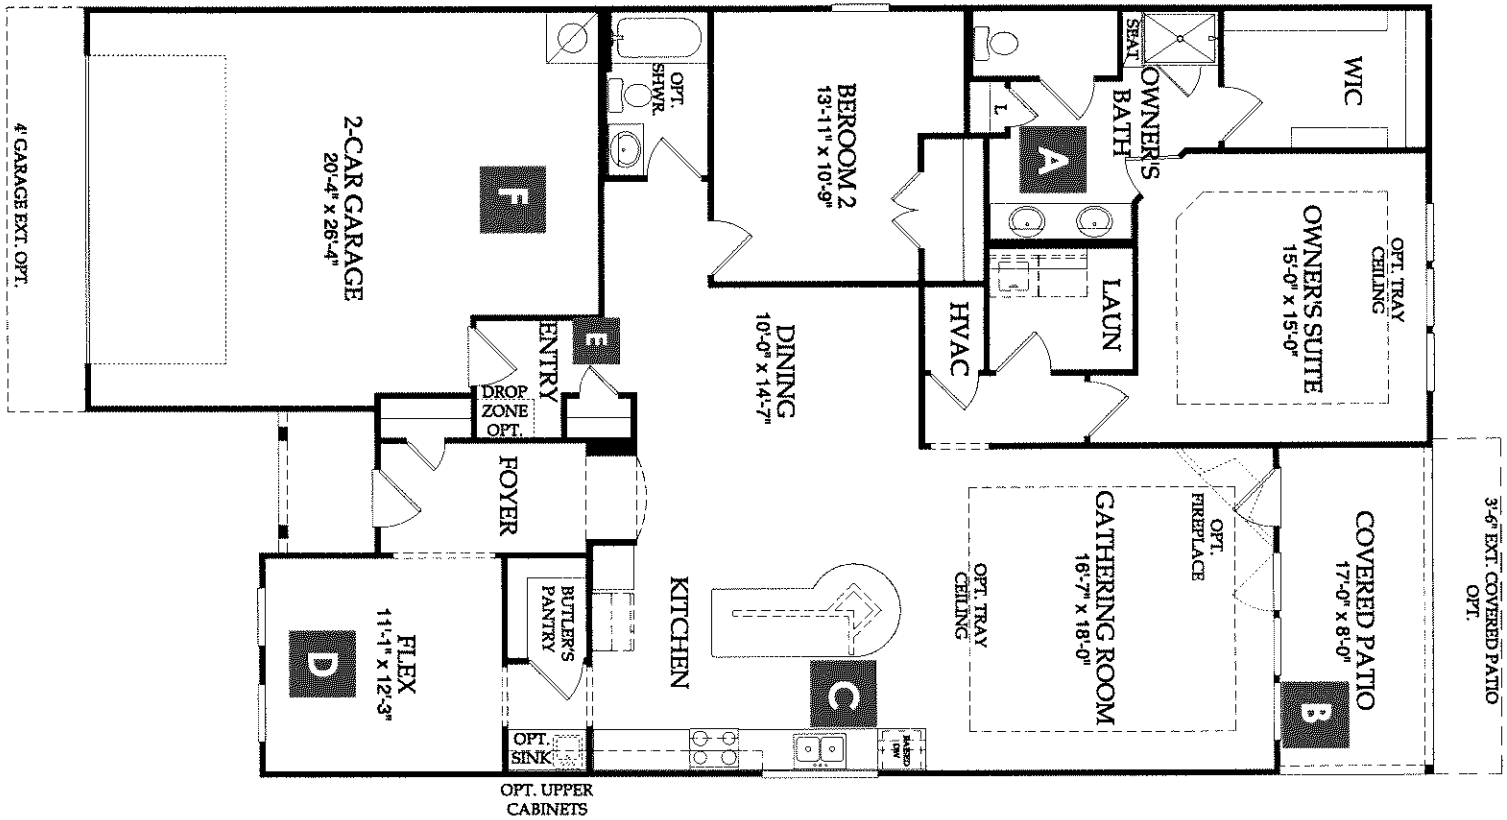 4' GARAGE EXT. OPT.
2-CAR GARAGE
20'-4" x 26'-4"
F
OPT.
SHWR.
BEROOM 2
13'-11" x 10'-9"
SEAT
OWNER'S
BATH
L
A
WIC
OWNER'S SUITE
15'-0" x 15'-0"
OPT. TRAY
CEILING
LAUN
HVAC
DINING
10'-0" x 14'-7"
E
ENTRY
DROP
ZONE
OPT.
FOYER
FLEX
11'-1" x 12'-3"
D
BUTLER'S
PANTRY
OPT.
SINK
OPT. UPPER
CABINETS
KITCHEN
C
RAISED
DW
GATHERING ROOM
16'-7" x 18'-0"
OPT. TRAY
CEILING
OPT.
FIREPLACE
COVERED PATIO
17'-0" x 8'-0"
B
3'-6" EXT. COVERED PATIO
OPT.